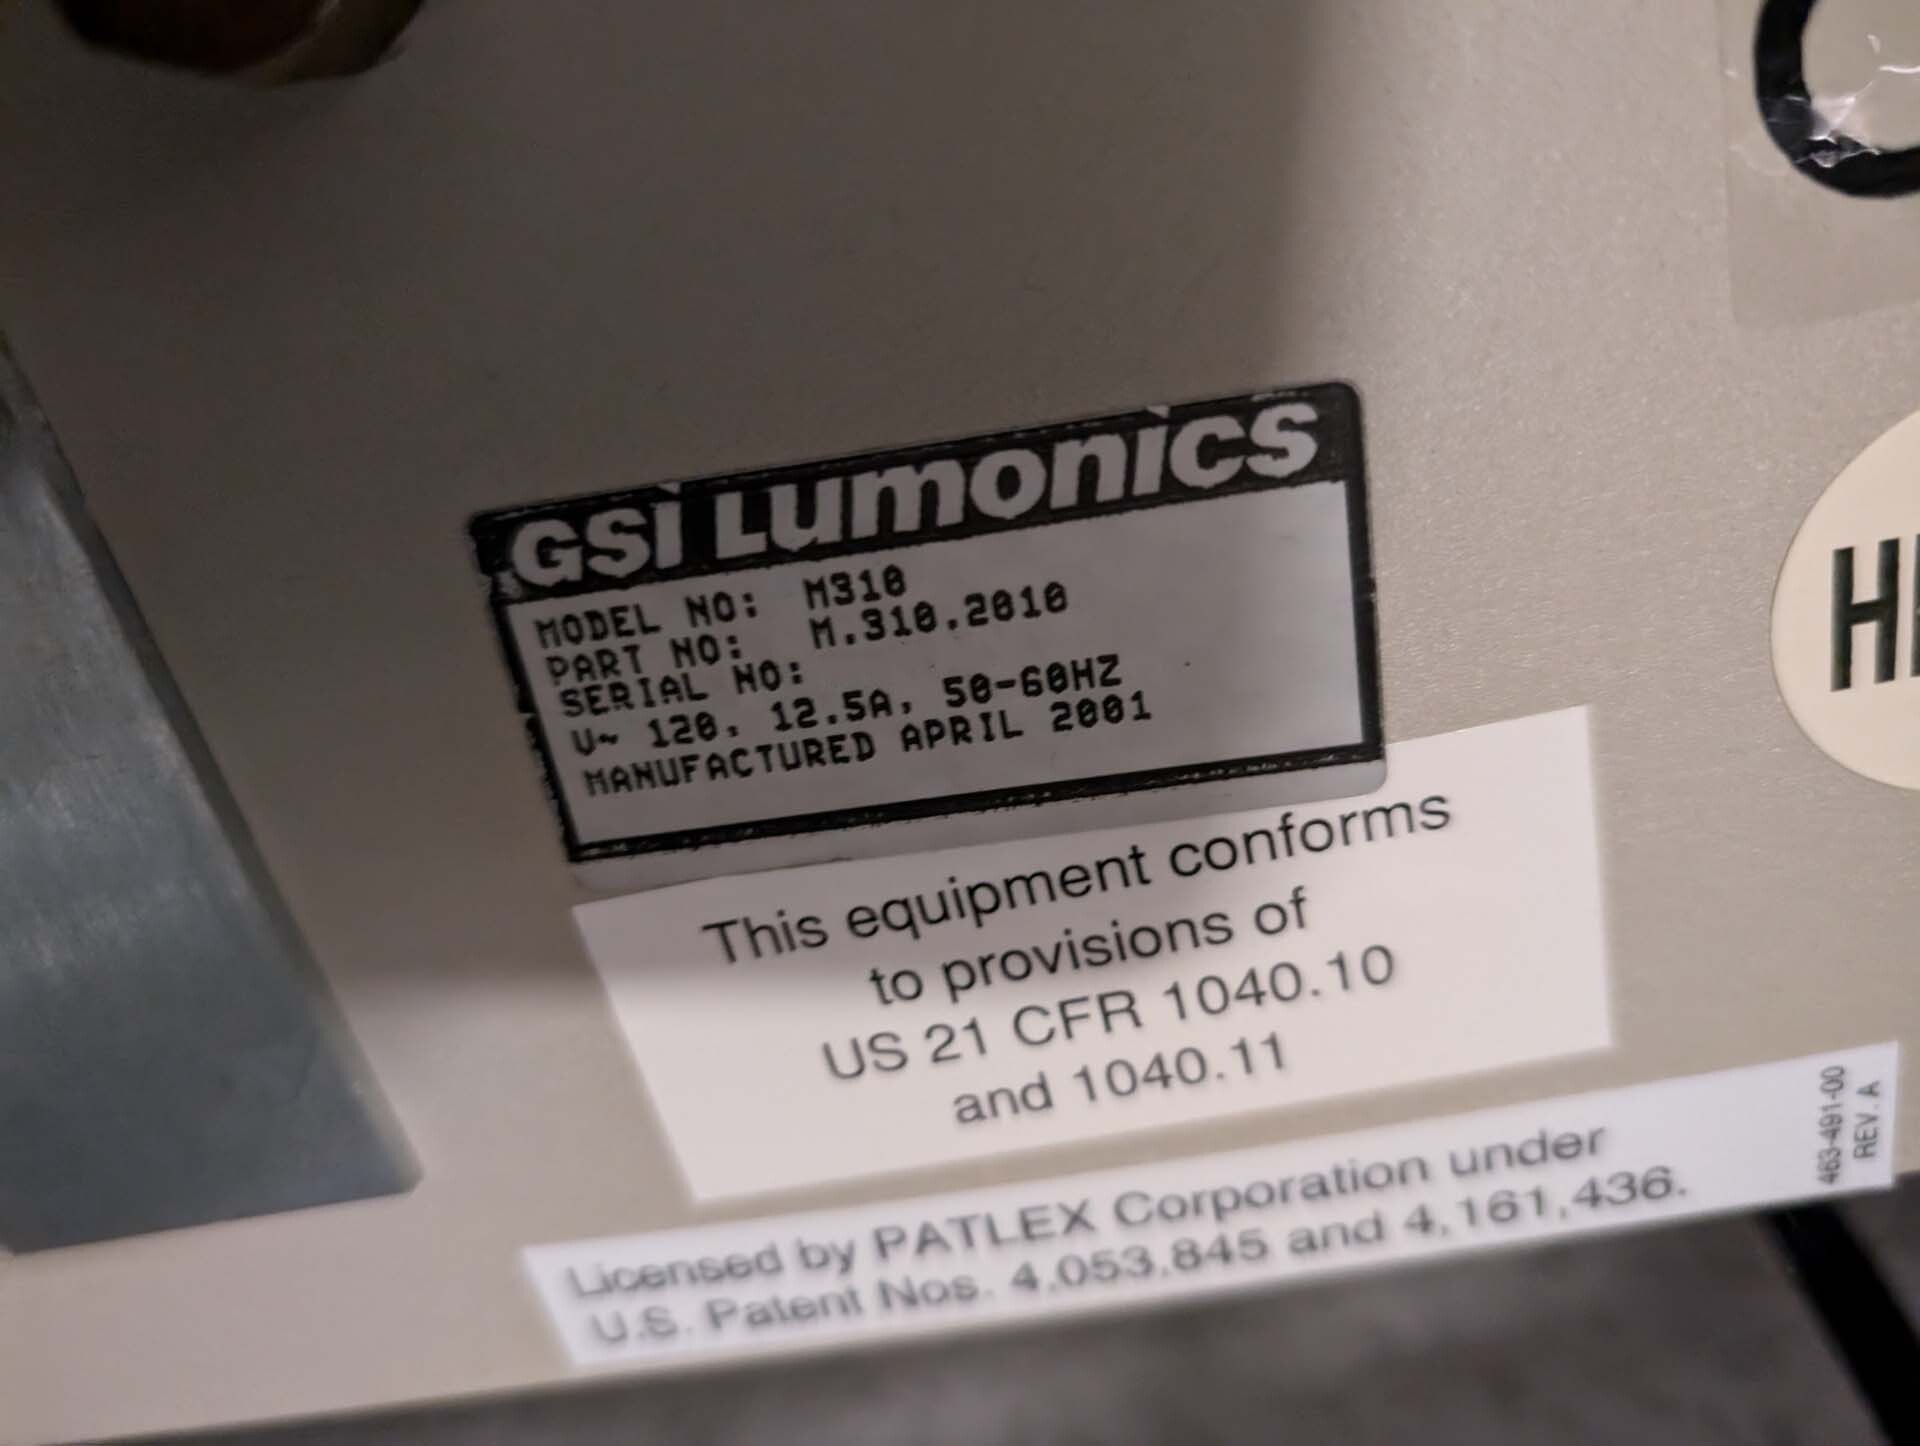 GSI Lumonics
MODEL NO: M310
PART NO: M.310.2010
SERIAL NO:
V~ 120, 12.5A, 50-60HZ
MANUFACTURED APRIL 2001
This equipment conforms
to provisions of
US 21 CFR 1040.10
and 1040.11
Licensed by PATLEX Corporation under
U.S. Patent Nos. 4,053,845 and 4,161,436.
463-491-00
REV. A